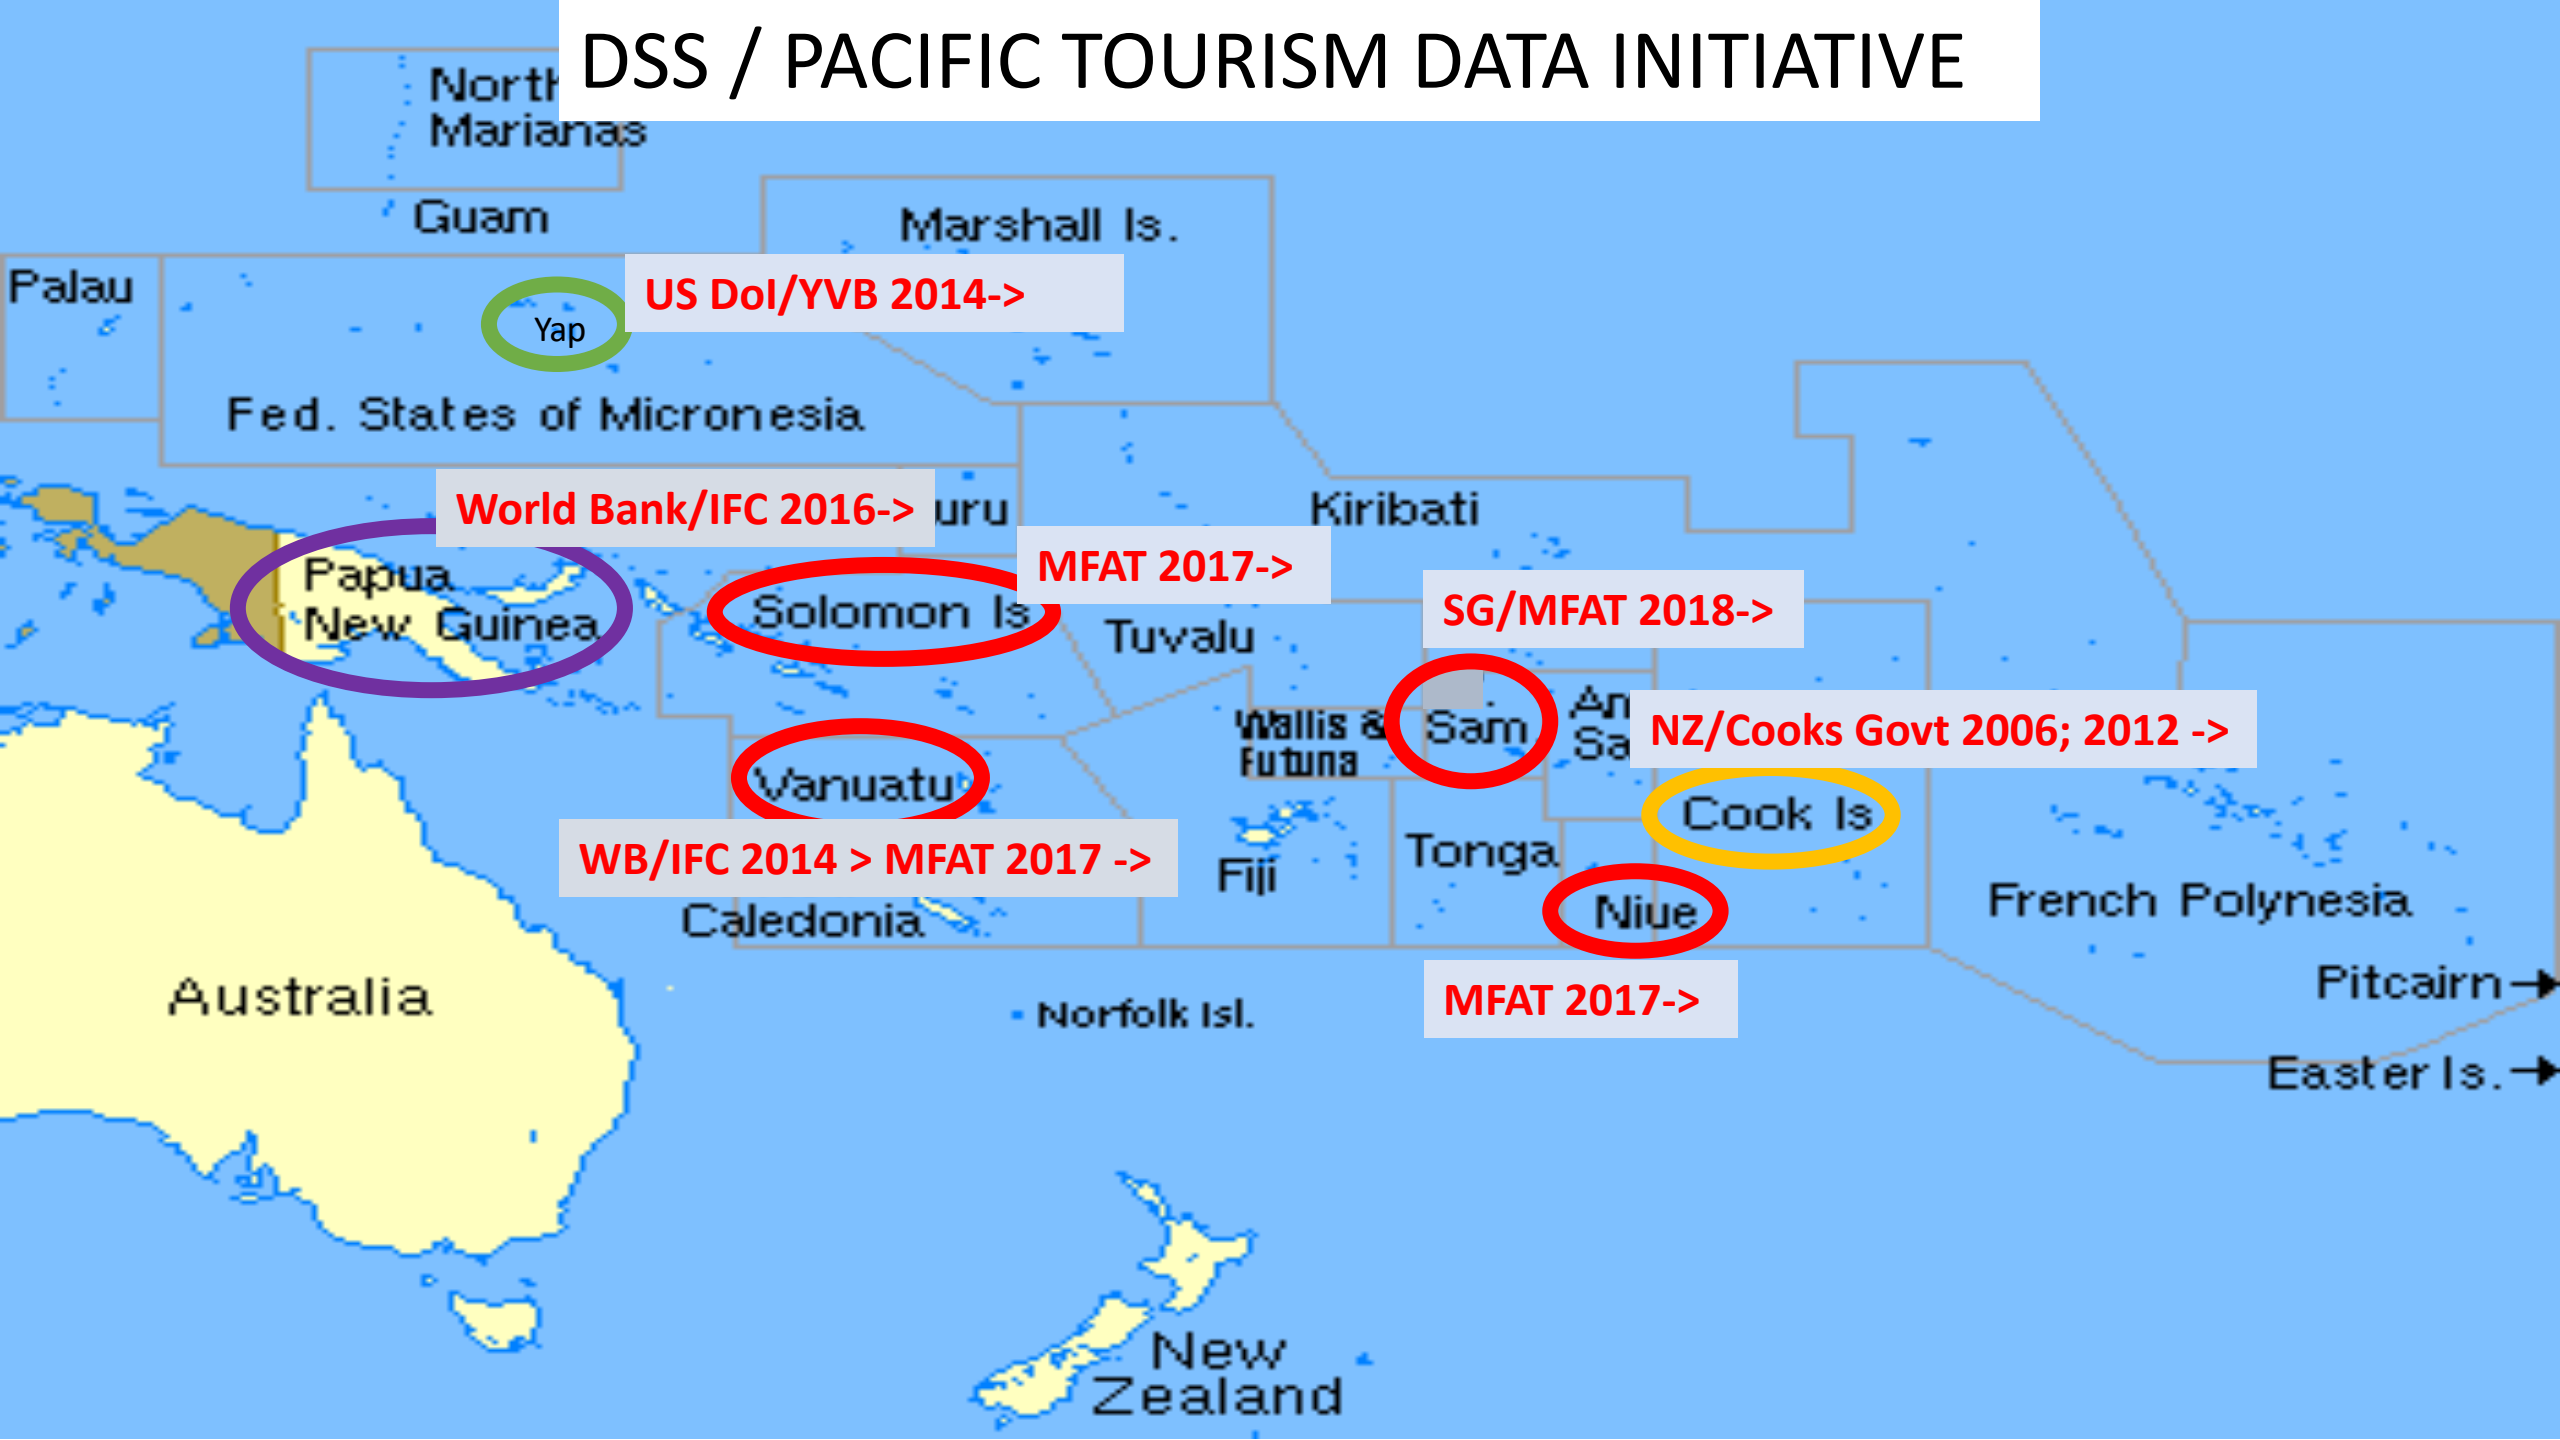 DSS / PACIFIC TOURISM DATA INITIATIVE
Marianas
Guam
Marshall Is.
Palau
US DoI/YVB 2014->
Yap
Fed. States of Micronesia
World Bank/IFC 2016->
Kiribati
MFAT 2017->
Papua
New Guinea
Solomon Is
SG/MFAT 2018->
Tuvalu
Wallis &
Futuna
Sam
NZ/Cooks Govt 2006; 2012 ->
Vanuatu
Cook Is
WB/IFC 2014 > MFAT 2017 ->
Fiji
Tonga
Niue
French Polynesia
Caledonia
Pitcairn
Australia
MFAT 2017->
Norfolk Isl.
Easter Is.
New
Zealand